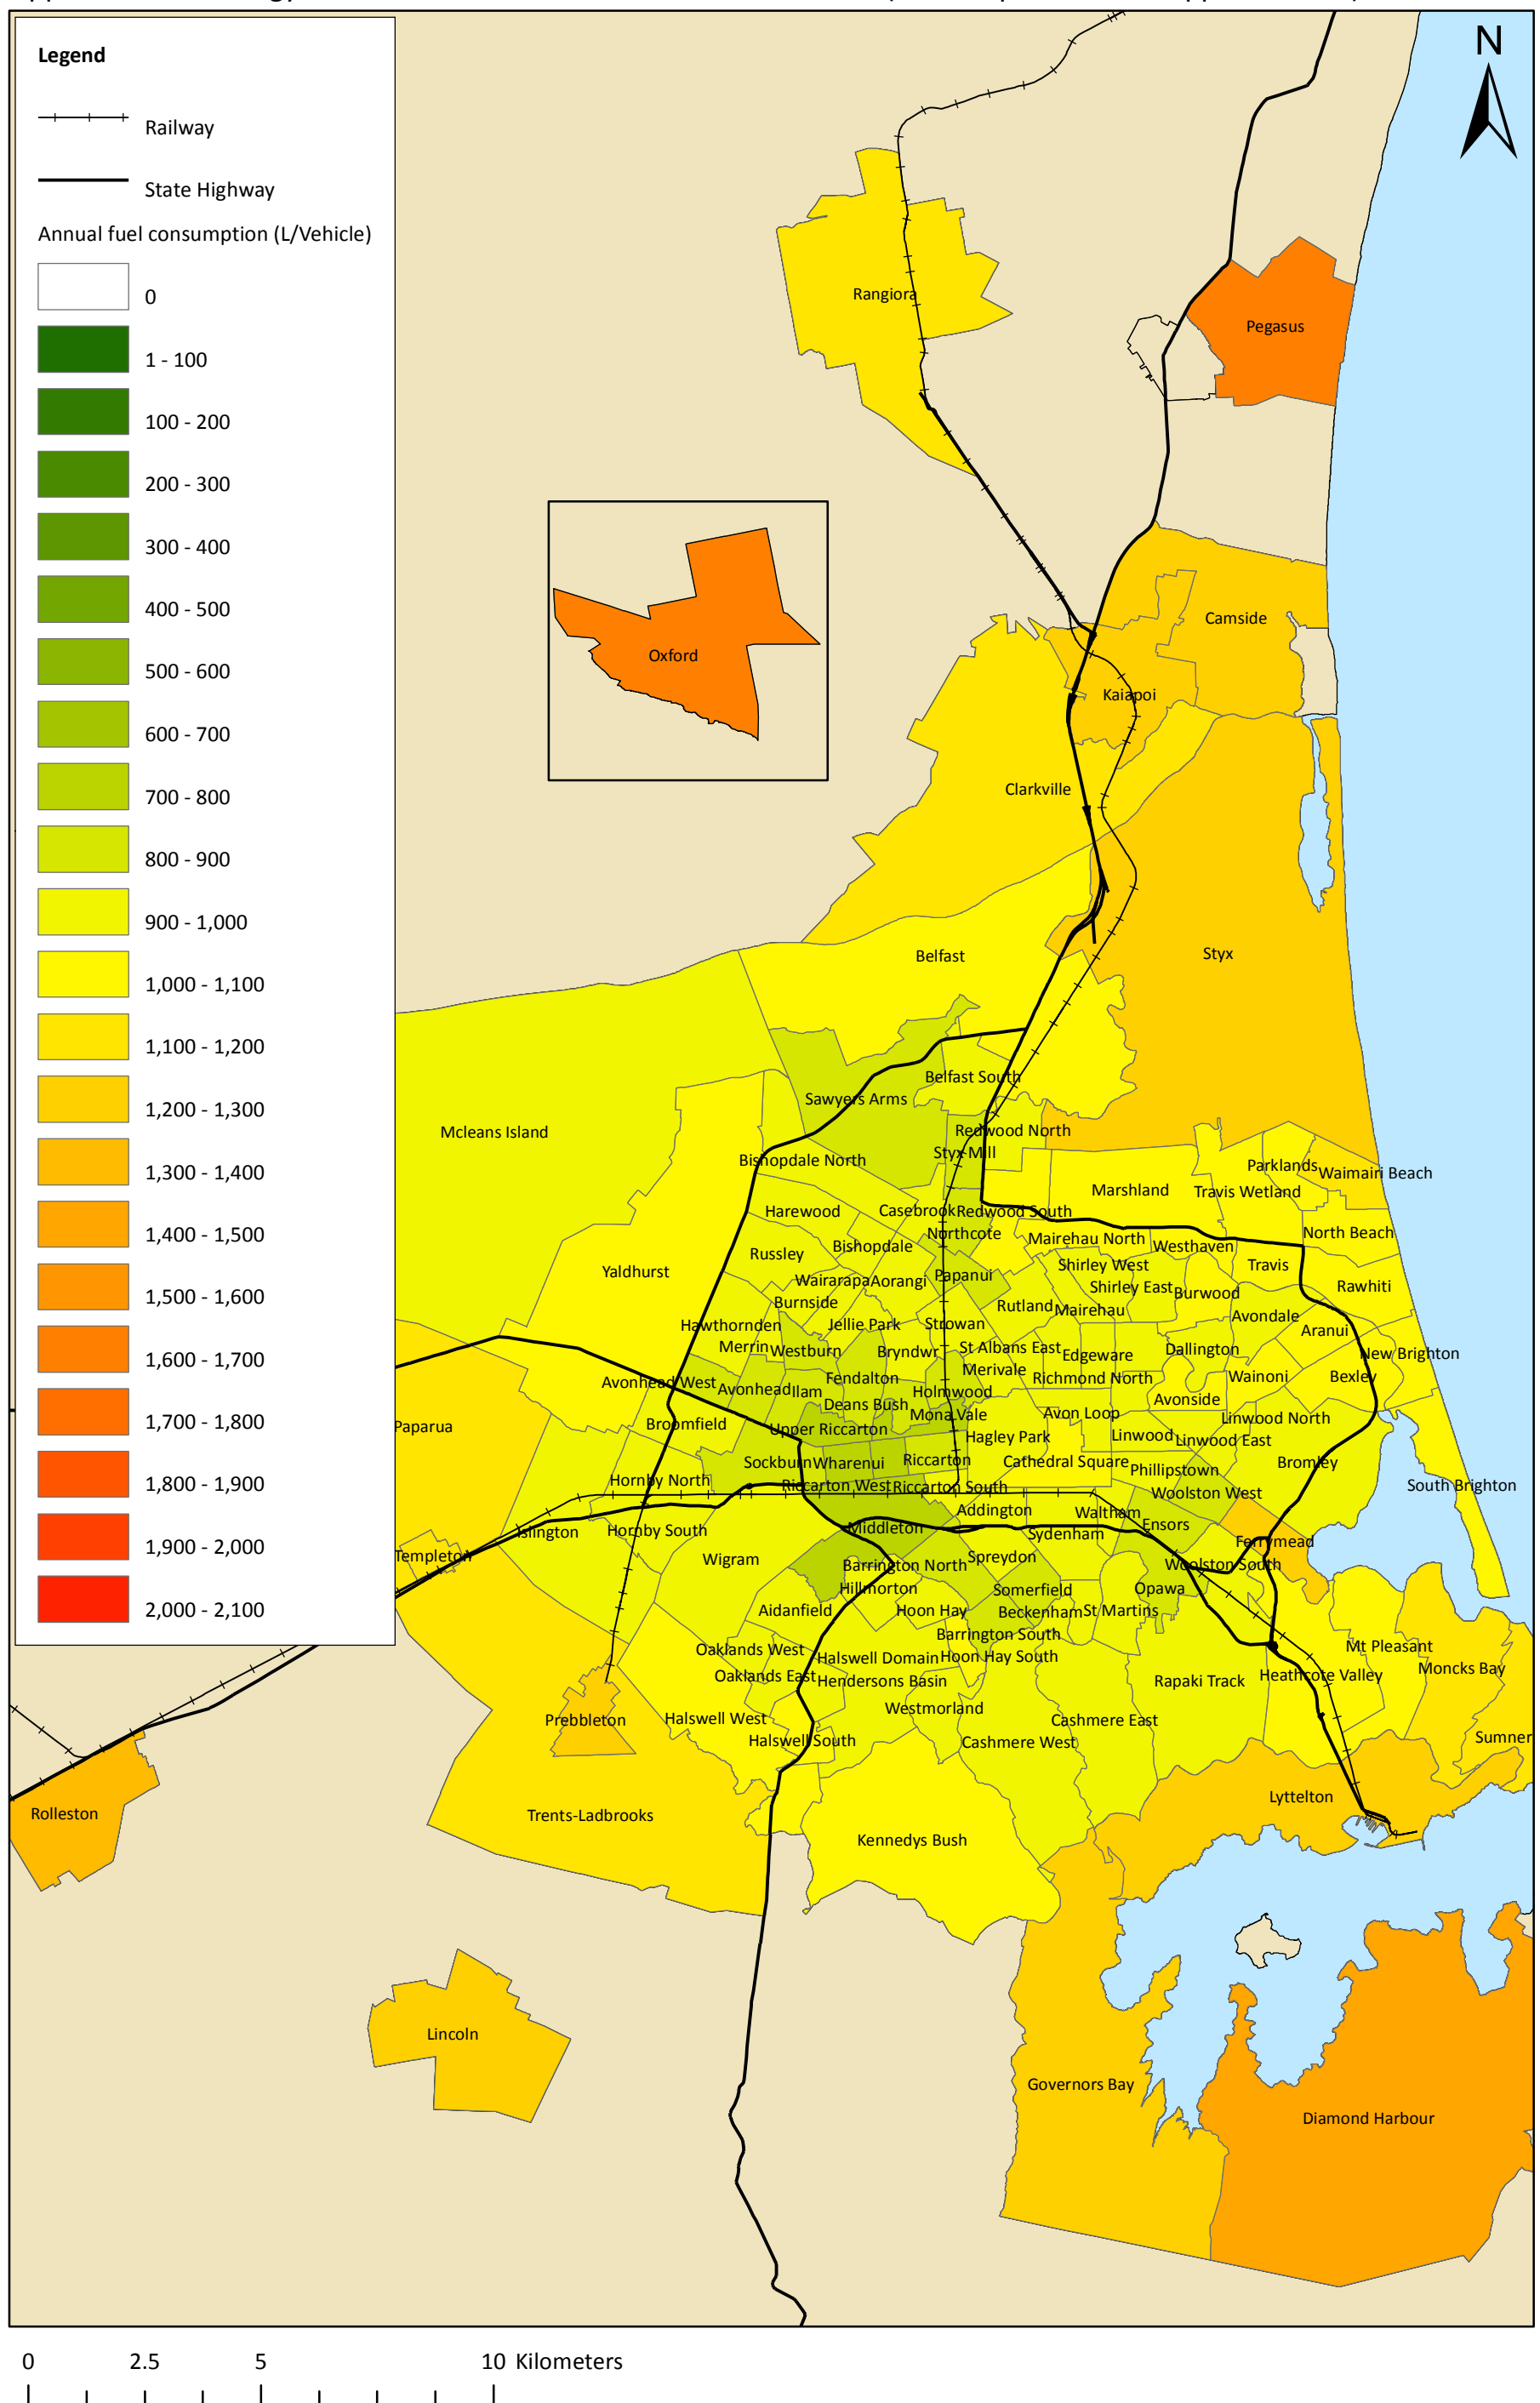 Legend
Railway
State Highway
Annual fuel consumption (L/Vehicle)
0
1 - 100
100 - 200
200 - 300
300 - 400
400 - 500
500 - 600
600 - 700
700 - 800
800 - 900
900 - 1,000
1,000 - 1,100
1,100 - 1,200
1,200 - 1,300
1,300 - 1,400
1,400 - 1,500
1,500 - 1,600
1,600 - 1,700
1,700 - 1,800
1,800 - 1,900
1,900 - 2,000
2,000 - 2,100
N
Rangiora
Pegasus
Oxford
Camside
Kaiapoi
Clarkville
Styx
Belfast
Belfast South
Sawyers Arms
Mcleans Island
Redwood North
Styx Mill
Bishopdale North
Parklands
Waimairi Beach
Marshland
Travis Wetland
Harewood
Casebrook
Redwood South
Northcote
North Beach
Mairehau North
Westhaven
Bishopdale
Russley
Shirley West
Travis
Yaldhurst
Wairarapa
Aorangi
Papanui
Shirley East
Burwood
Rawhiti
Burnside
Rutland
Mairehau
Avondale
Hawthornden
Jellie Park
Strowan
Aranui
Merrin
Westburn
Bryndwr
St Albans East
Edgeware
Dallington
New Brighton
Merivale
Avonhead West
Avonhead
Ilam
Fendalton
Richmond North
Wainoni
Bexley
Holmwood
Deans Bush
Avonside
Paparua
Broomfield
Upper Riccarton
Mona Vale
Avon Loop
Linwood North
Hagley Park
Linwood
Linwood East
Sockburn
Wharenui
Riccarton
Cathedral Square
Phillipstown
Bromley
Hornby North
Riccarton West
Riccarton South
Woolston West
South Brighton
Addington
Waltham
Ensors
Islington
Hornby South
Middleton
Sydenham
Ferrymead
Templeton
Wigram
Barrington North
Spreydon
Woolston South
Hillmorton
Somerfield
Opawa
Aidanfield
Hoon Hay
Beckenham
St Martins
Barrington South
Oaklands West
Halswell Domain
Hoon Hay South
Mt Pleasant
Oaklands East
Hendersons Basin
Rapaki Track
Heathcote Valley
Moncks Bay
Prebbleton
Halswell West
Westmorland
Cashmere East
Halswell South
Cashmere West
Sumner
Rolleston
Trents-Ladbrooks
Lyttelton
Kennedys Bush
Lincoln
Governors Bay
Diamond Harbour
0
2.5
5
10 Kilometers